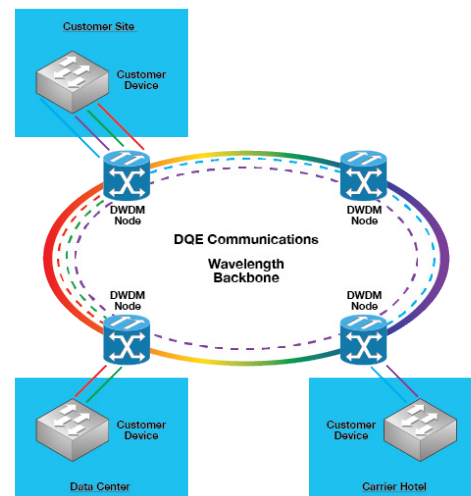 Customer Site
Customer
Device
DWDM
Node
DWDM
Node
DQE Communications
Wavelength
Backbone
DWDM
Node
DWDM
Node
Customer
Device
Data Center
Customer
Device
Carrier Hotel